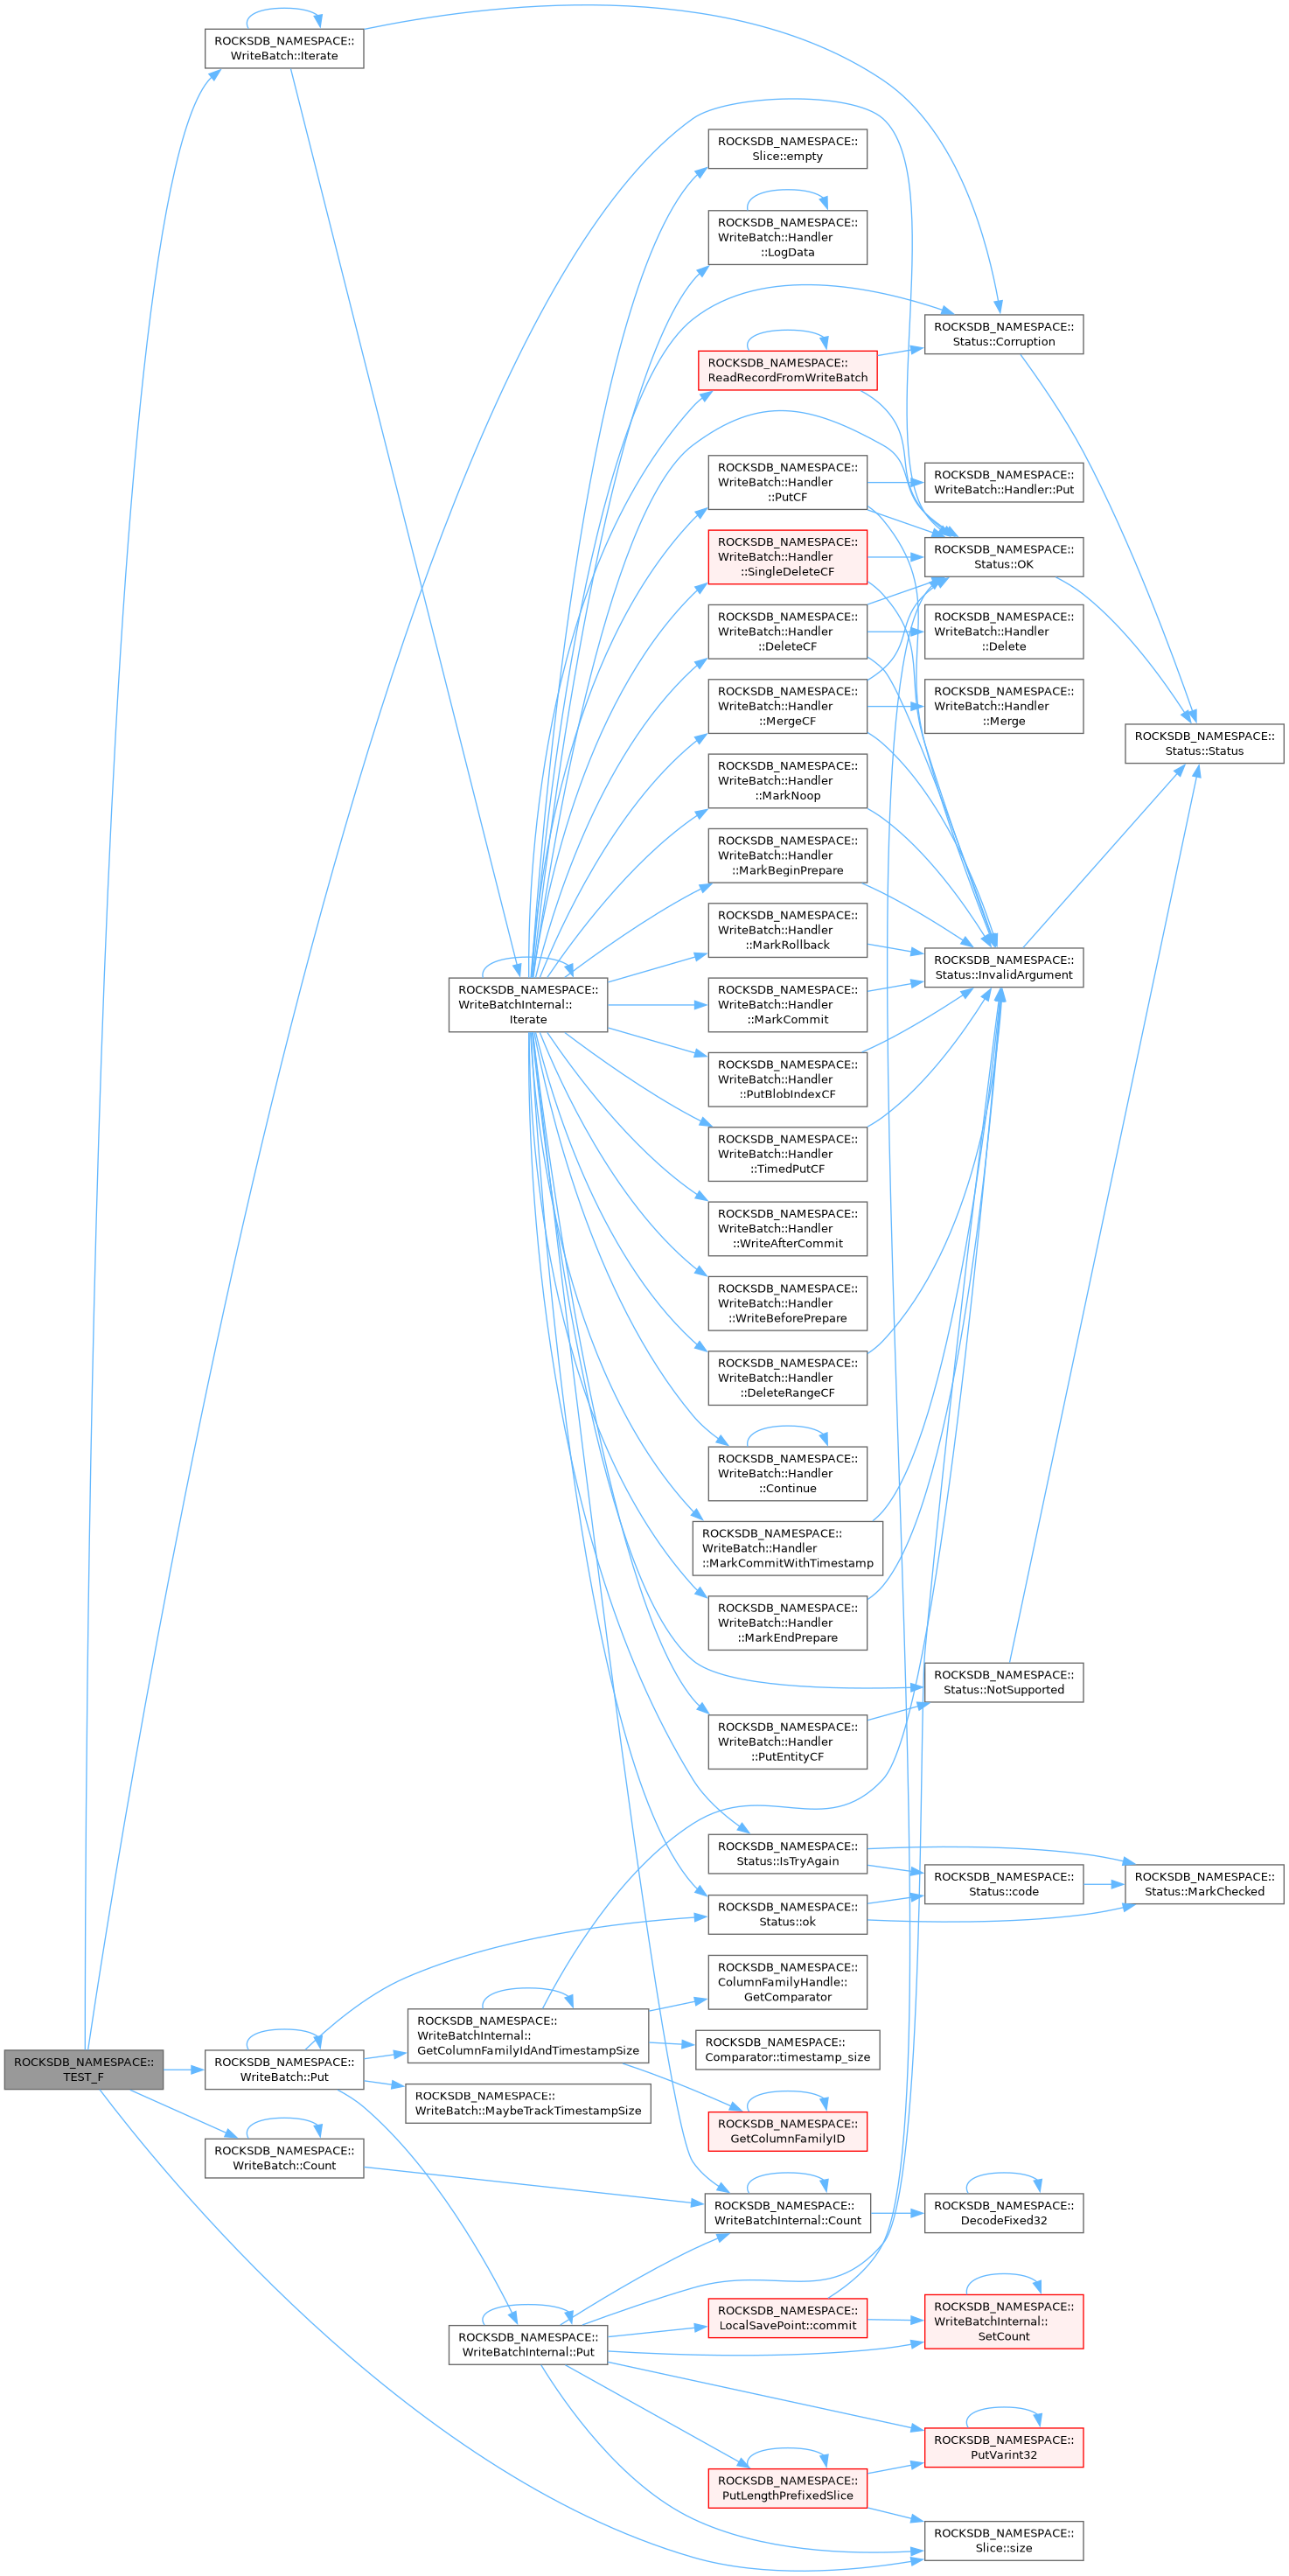 ROCKSDB_NAMESPACE::
WriteBatch::Iterate
ROCKSDB_NAMESPACE::
Slice::empty
ROCKSDB_NAMESPACE::
WriteBatch::Handler
::LogData
ROCKSDB_NAMESPACE::
Status::Corruption
ROCKSDB_NAMESPACE::
ReadRecordFromWriteBatch
ROCKSDB_NAMESPACE::
WriteBatch::Handler
::PutCF
ROCKSDB_NAMESPACE::
WriteBatch::Handler::Put
ROCKSDB_NAMESPACE::
WriteBatch::Handler
::SingleDeleteCF
ROCKSDB_NAMESPACE::
Status::OK
ROCKSDB_NAMESPACE::
WriteBatch::Handler
::DeleteCF
ROCKSDB_NAMESPACE::
WriteBatch::Handler
::Delete
ROCKSDB_NAMESPACE::
WriteBatch::Handler
::MergeCF
ROCKSDB_NAMESPACE::
WriteBatch::Handler
::Merge
ROCKSDB_NAMESPACE::
Status::Status
ROCKSDB_NAMESPACE::
WriteBatch::Handler
::MarkNoop
ROCKSDB_NAMESPACE::
WriteBatch::Handler
::MarkBeginPrepare
ROCKSDB_NAMESPACE::
WriteBatch::Handler
::MarkRollback
ROCKSDB_NAMESPACE::
Status::InvalidArgument
ROCKSDB_NAMESPACE::
WriteBatchInternal::
Iterate
ROCKSDB_NAMESPACE::
WriteBatch::Handler
::MarkCommit
ROCKSDB_NAMESPACE::
WriteBatch::Handler
::PutBlobIndexCF
ROCKSDB_NAMESPACE::
WriteBatch::Handler
::TimedPutCF
ROCKSDB_NAMESPACE::
WriteBatch::Handler
::WriteAfterCommit
ROCKSDB_NAMESPACE::
WriteBatch::Handler
::WriteBeforePrepare
ROCKSDB_NAMESPACE::
WriteBatch::Handler
::DeleteRangeCF
ROCKSDB_NAMESPACE::
WriteBatch::Handler
::Continue
ROCKSDB_NAMESPACE::
WriteBatch::Handler
::MarkCommitWithTimestamp
ROCKSDB_NAMESPACE::
WriteBatch::Handler
::MarkEndPrepare
ROCKSDB_NAMESPACE::
Status::NotSupported
ROCKSDB_NAMESPACE::
WriteBatch::Handler
::PutEntityCF
ROCKSDB_NAMESPACE::
Status::IsTryAgain
ROCKSDB_NAMESPACE::
Status::code
ROCKSDB_NAMESPACE::
Status::MarkChecked
ROCKSDB_NAMESPACE::
Status::ok
ROCKSDB_NAMESPACE::
ColumnFamilyHandle::
GetComparator
ROCKSDB_NAMESPACE::
WriteBatchInternal::
GetColumnFamilyIdAndTimestampSize
ROCKSDB_NAMESPACE::
Comparator::timestamp_size
ROCKSDB_NAMESPACE::
TEST_F
ROCKSDB_NAMESPACE::
WriteBatch::Put
ROCKSDB_NAMESPACE::
WriteBatch::MaybeTrackTimestampSize
ROCKSDB_NAMESPACE::
GetColumnFamilyID
ROCKSDB_NAMESPACE::
WriteBatch::Count
ROCKSDB_NAMESPACE::
WriteBatchInternal::Count
ROCKSDB_NAMESPACE::
DecodeFixed32
ROCKSDB_NAMESPACE::
LocalSavePoint::commit
ROCKSDB_NAMESPACE::
WriteBatchInternal::
SetCount
ROCKSDB_NAMESPACE::
WriteBatchInternal::Put
ROCKSDB_NAMESPACE::
PutVarint32
ROCKSDB_NAMESPACE::
PutLengthPrefixedSlice
ROCKSDB_NAMESPACE::
Slice::size